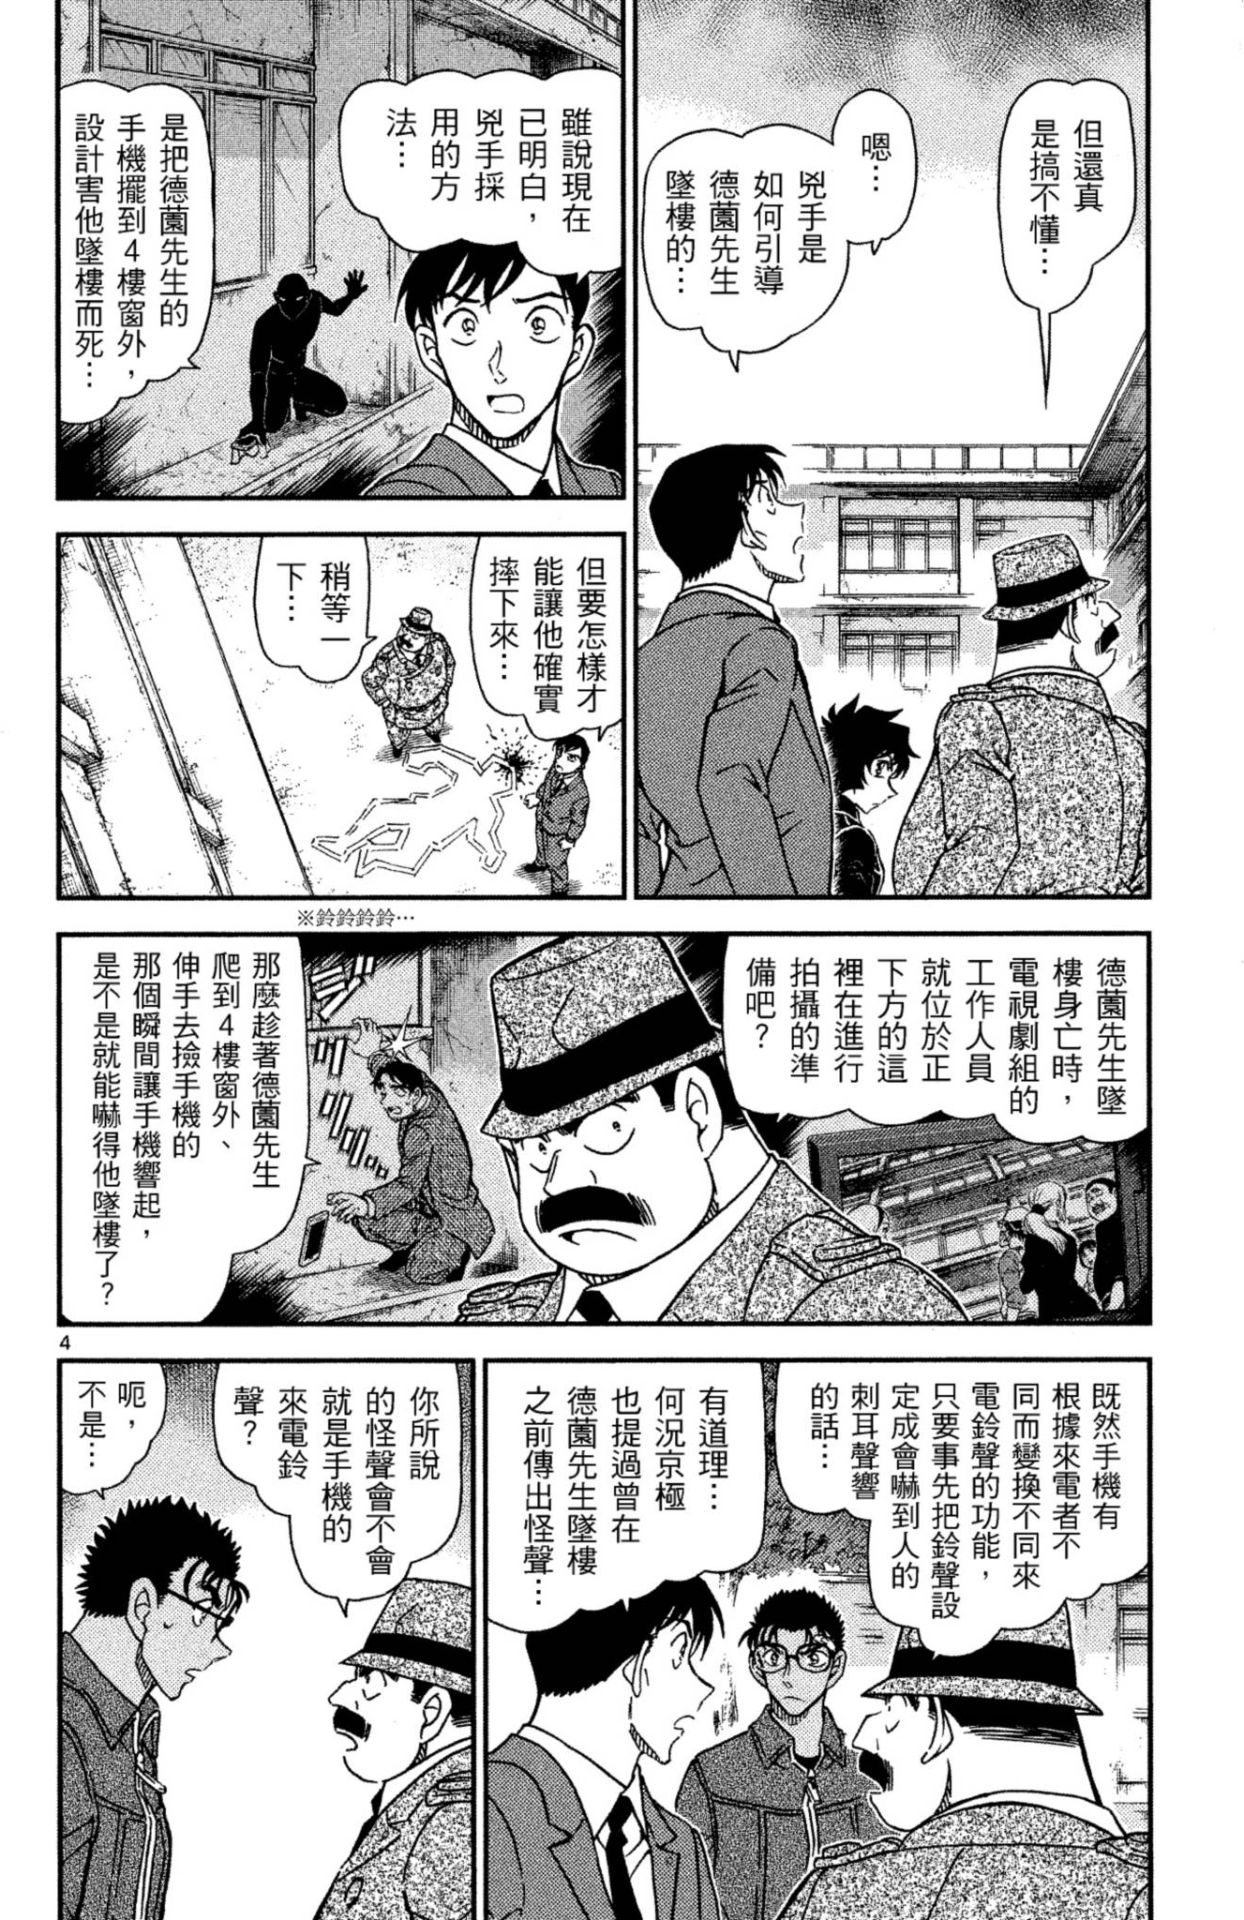 但還真
是搞不懂…
嗯…
兇手是
如何引導
德薗先生
墜樓的…
雖說現在
已明白，
兇手採
用的方
法…
是把德薗先生的
手機擺到4樓窗外，
設計害他墜樓而死…
但要怎樣才
能讓他確實
摔下來…
稍等一
下…
※鈴鈴鈴鈴…
德薗先生墜
樓身亡時，
電視劇組的
工作人員
就位於正
下方的這
裡在進行
拍攝的準
備吧？
那麼趁著德薗先生
爬到4樓窗外、
伸手去撿手機的
那個瞬間讓手機響起，
是不是就能嚇得他墜樓了？
4
既然手機有
根據來電者不
同而變換不同來
電鈴聲的功能，
只要事先把鈴聲設
定成會嚇到人的
刺耳聲響
的話…
有道理…
何況京極
也提過曾在
德薗先生墜樓
之前傳出怪聲…
你所說
的怪聲會不會
就是手機的
來電鈴
聲？
呃，
不是…